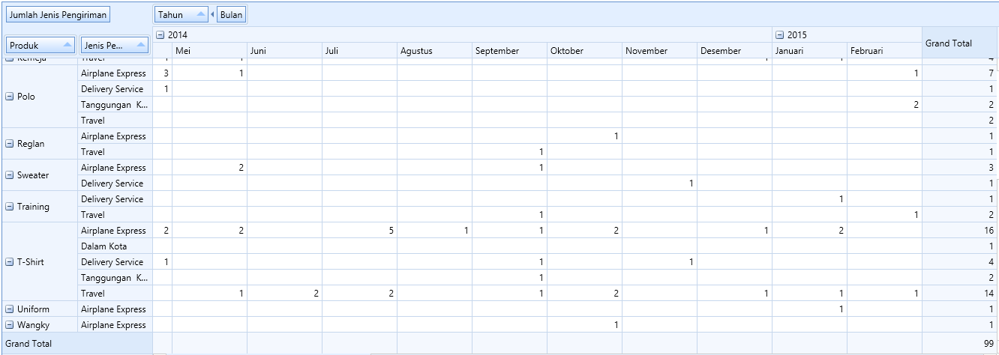 Jumlah Jenis Pengiriman Tahun Bulan
Produk Jenis Pe... 2014 2015 Grand Total
Mei Juni Juli Agustus September Oktober November Desember Januari Februari
Kemeja Travel 1 1 1 1 4
Polo Airplane Express 3 1 1 7
Delivery Service 1 1
Tanggungan K... 2 2
Travel 2
Reglan Airplane Express 1 1
Travel 1 1
Sweater Airplane Express 2 1 3
Delivery Service 1 1
Training Delivery Service 1 1
Travel 1 1 2
T-Shirt Airplane Express 2 2 5 1 1 2 1 2 16
Dalam Kota 1
Delivery Service 1 1 1 4
Tanggungan K... 1 2
Travel 1 2 2 1 2 1 1 1 14
Uniform Airplane Express 1 1
Wangky Airplane Express 1 1
Grand Total 99